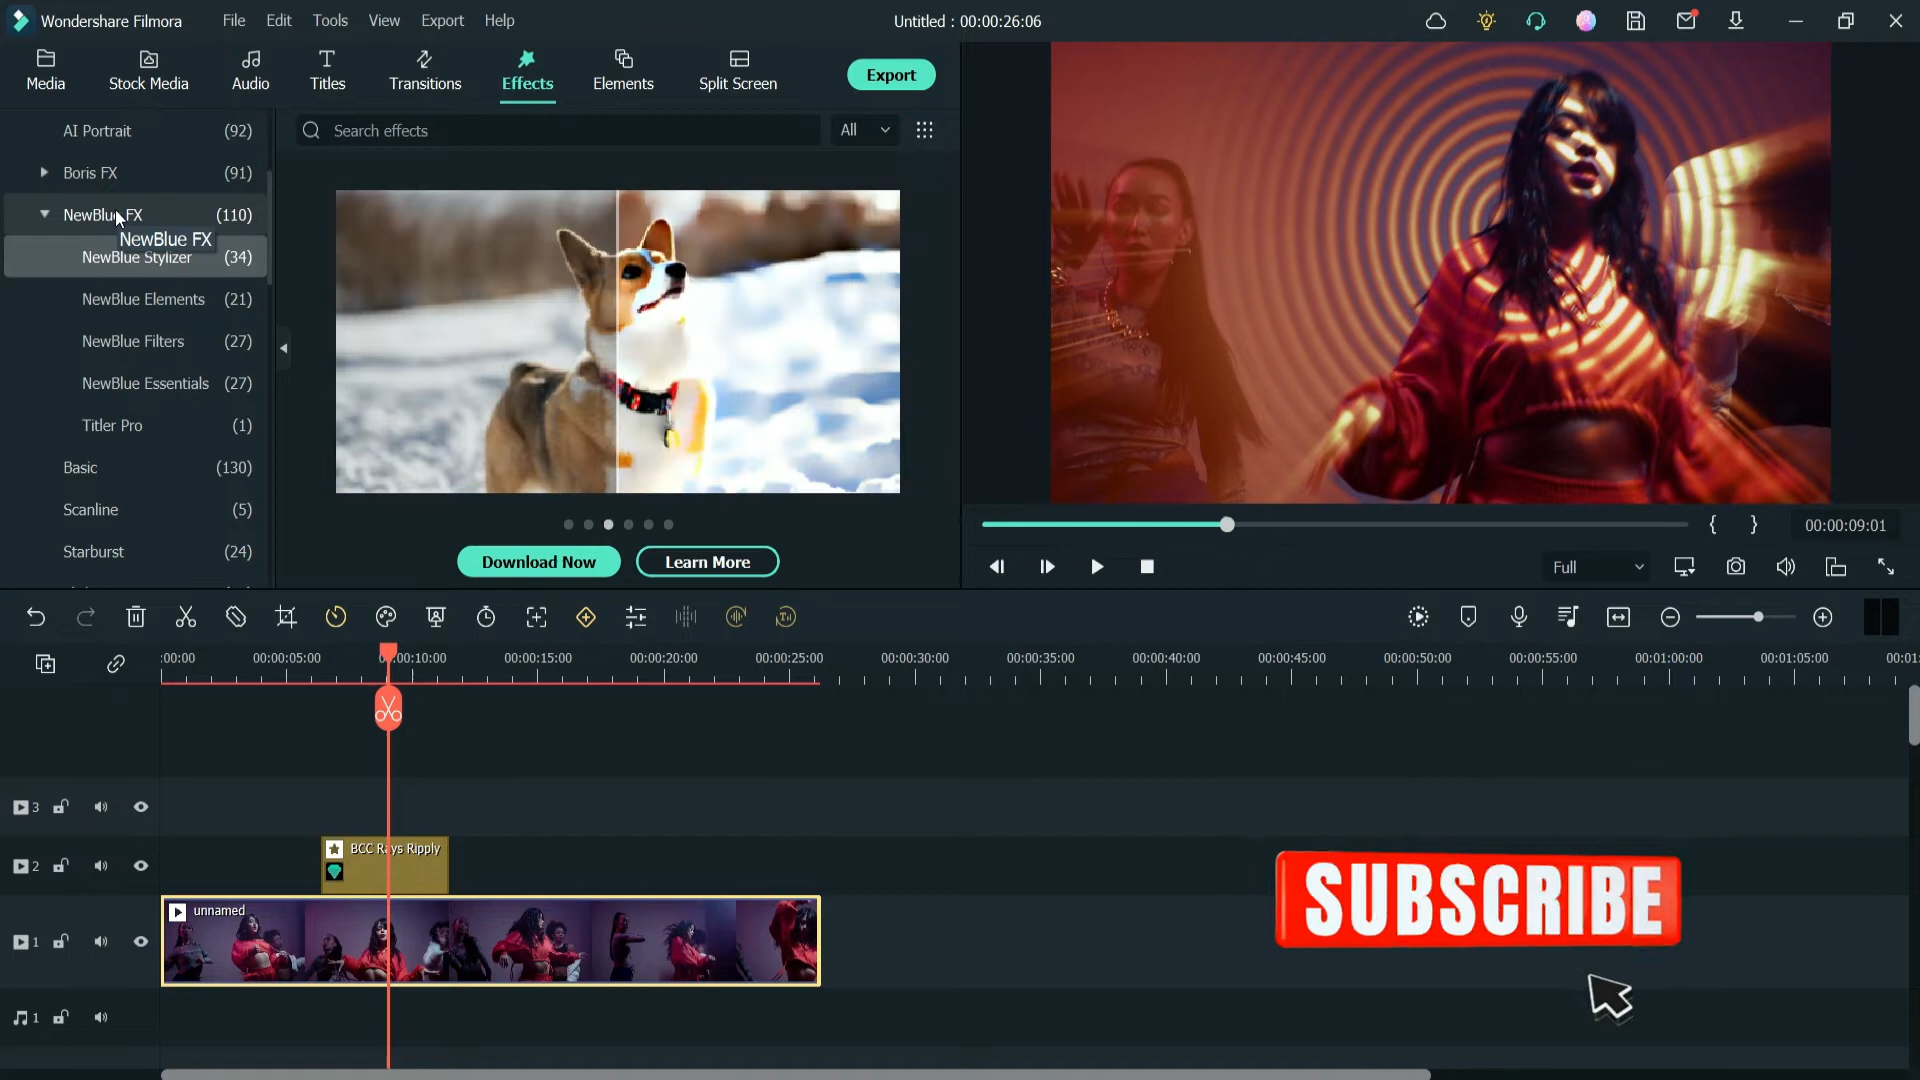 Wondershare Filmora
File
Edit
Tools
View
Export
Help
Untitled : 00:00:26:06
Media
Stock Media
Audio
Titles
Transitions
Effects
Elements
Split Screen
Export
AI Portrait (92)
Boris FX (91)
NewBlue FX (110)
NewBlue FX
NewBlue Stylizer (34)
NewBlue Elements (21)
NewBlue Filters (27)
NewBlue Essentials (27)
Titler Pro (1)
Basic (130)
Scanline (5)
Starburst (24)
Search effects
All
Download Now
Learn More
{ }
00:00:09:01
Full
:00:00
00:00:05:00
00:00:10:00
00:00:15:00
00:00:20:00
00:00:25:00
00:00:30:00
00:00:35:00
00:00:40:00
00:00:45:00
00:00:50:00
00:00:55:00
00:01:00:00
00:01:05:00
00:01:
3
2
BCC Rays Ripply
1
unnamed
1
SUBSCRIBE